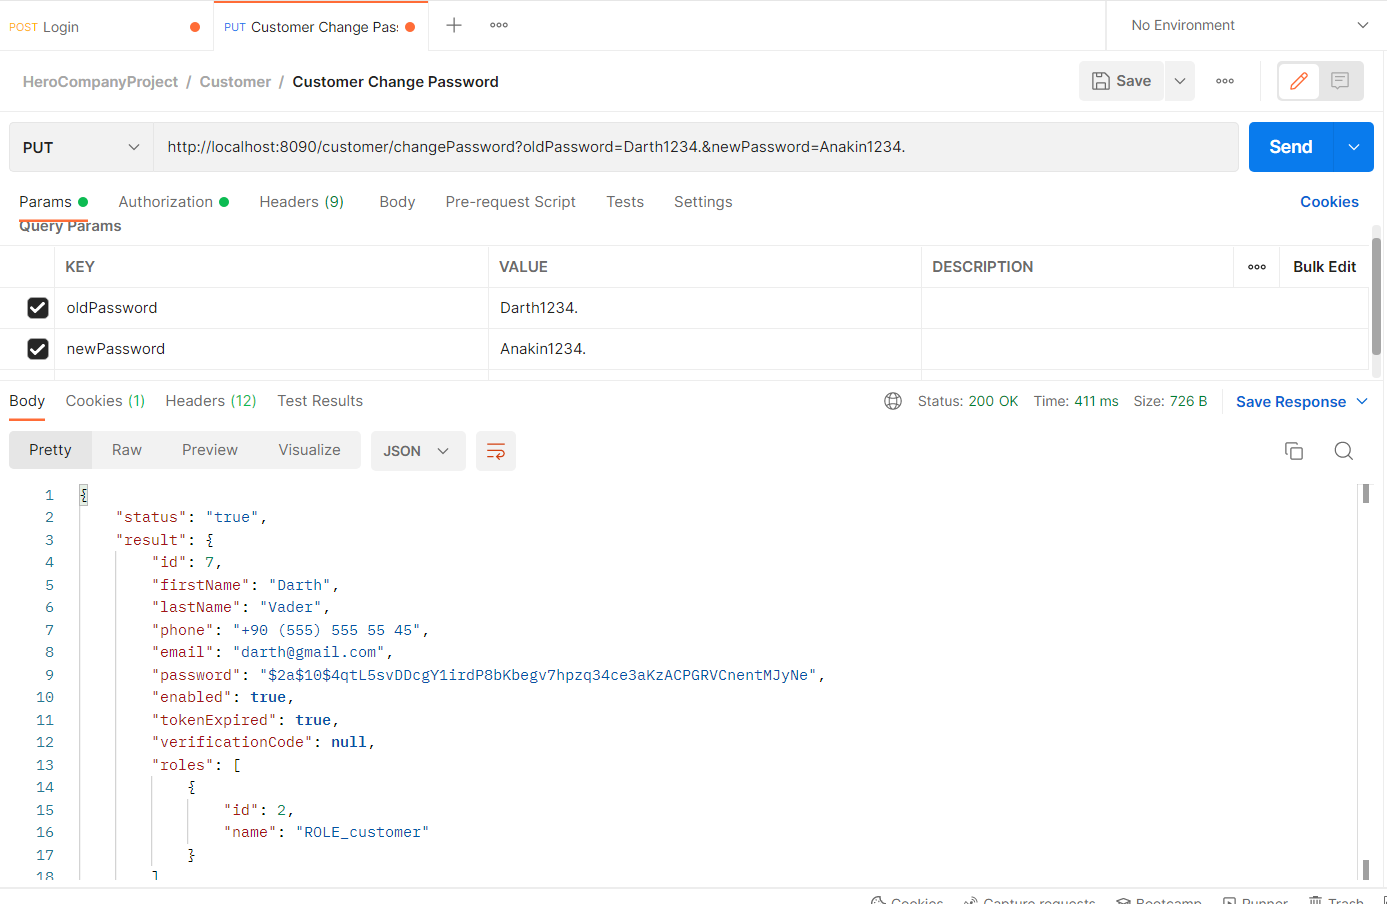 POST Login
PUT Customer Change Pas
No Environment
HeroCompanyProject / Customer / Customer Change Password
Save
PUT
http://localhost:8090/customer/changePassword?oldPassword=Darth1234.&newPassword=Anakin1234.
Send
Params Authorization Headers (9) Body Pre-request Script Tests Settings Cookies
Query Params
KEY VALUE DESCRIPTION Bulk Edit
oldPassword Darth1234.
newPassword Anakin1234.
Body Cookies (1) Headers (12) Test Results Status: 200 OK Time: 411 ms Size: 726 B Save Response
Pretty Raw Preview Visualize JSON
1 {
2 "status": "true",
3 "result": {
4 "id": 7,
5 "firstName": "Darth",
6 "lastName": "Vader",
7 "phone": "+90 (555) 555 55 45",
8 "email": "darth@gmail.com",
9 "password": "$2a$10$4qtL5svDDcgY1irdP8bKbegv7hpzq34ce3aKzACPGRVCnentMJyNe",
10 "enabled": true,
11 "tokenExpired": true,
12 "verificationCode": null,
13 "roles": [
14 {
15 "id": 2,
16 "name": "ROLE_customer"
17 }
18 ]
Cookies Capture requests Bootcamp Runner Trash